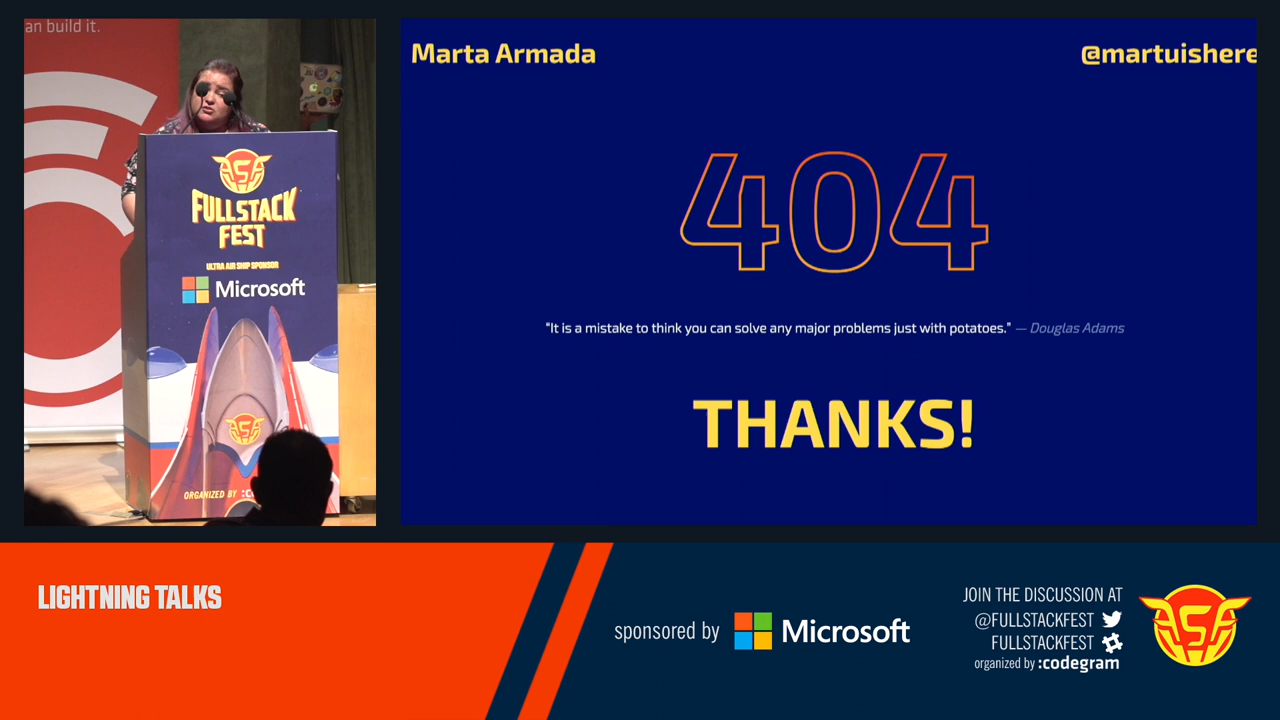 an build it.
FULLSTACK
FEST
ULTRA AIR SHIP SPONSOR
Microsoft
ORGANIZED BY :C
Marta Armada
@martuishere
404
"It is a mistake to think you can solve any major problems just with potatoes." — Douglas Adams
THANKS!
LIGHTNING TALKS
sponsored by Microsoft
JOIN THE DISCUSSION AT
@FULLSTACKFEST
FULLSTACKFEST
organized by :codegram